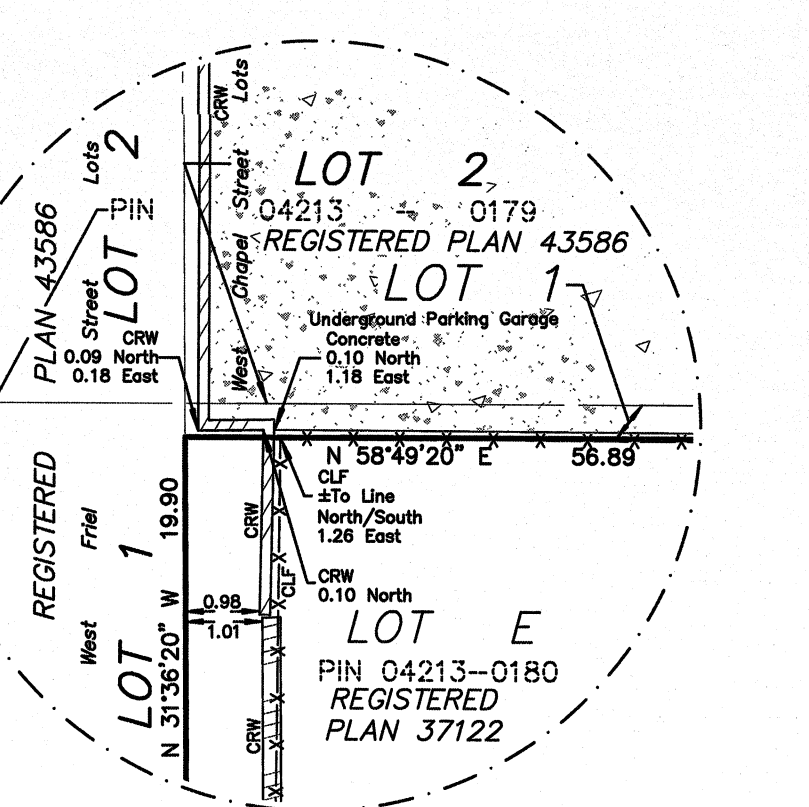 LOT 2
04213 - 0179
REGISTERED PLAN 43586
LOT 1
Underground Parking Garage
Concrete
0.10 North
1.18 East
CRW
West Chapel Street Lots
Street Lots
LOT 2
PIN
PLAN 43586
CRW
0.09 North
0.18 East
N 58°49'20" E 56.89
CLF
±To Line
North/South
1.26 East
CRW
0.10 North
CRW
CLF
CRW
0.98
1.01
REGISTERED
West Friel
LOT 1
N 31°36'20" W 19.90
LOT E
PIN 04213--0180
REGISTERED
PLAN 37122